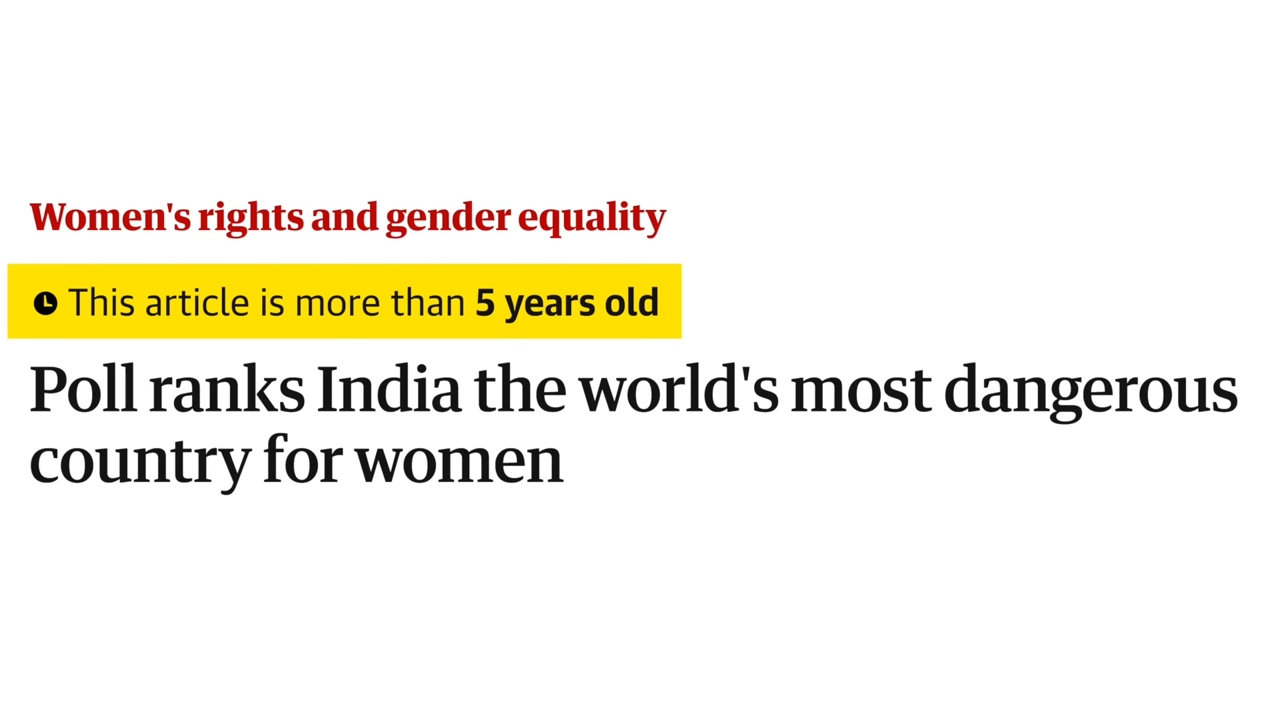 Women's rights and gender equality
This article is more than 5 years old
Poll ranks India the world's most dangerous
country for women